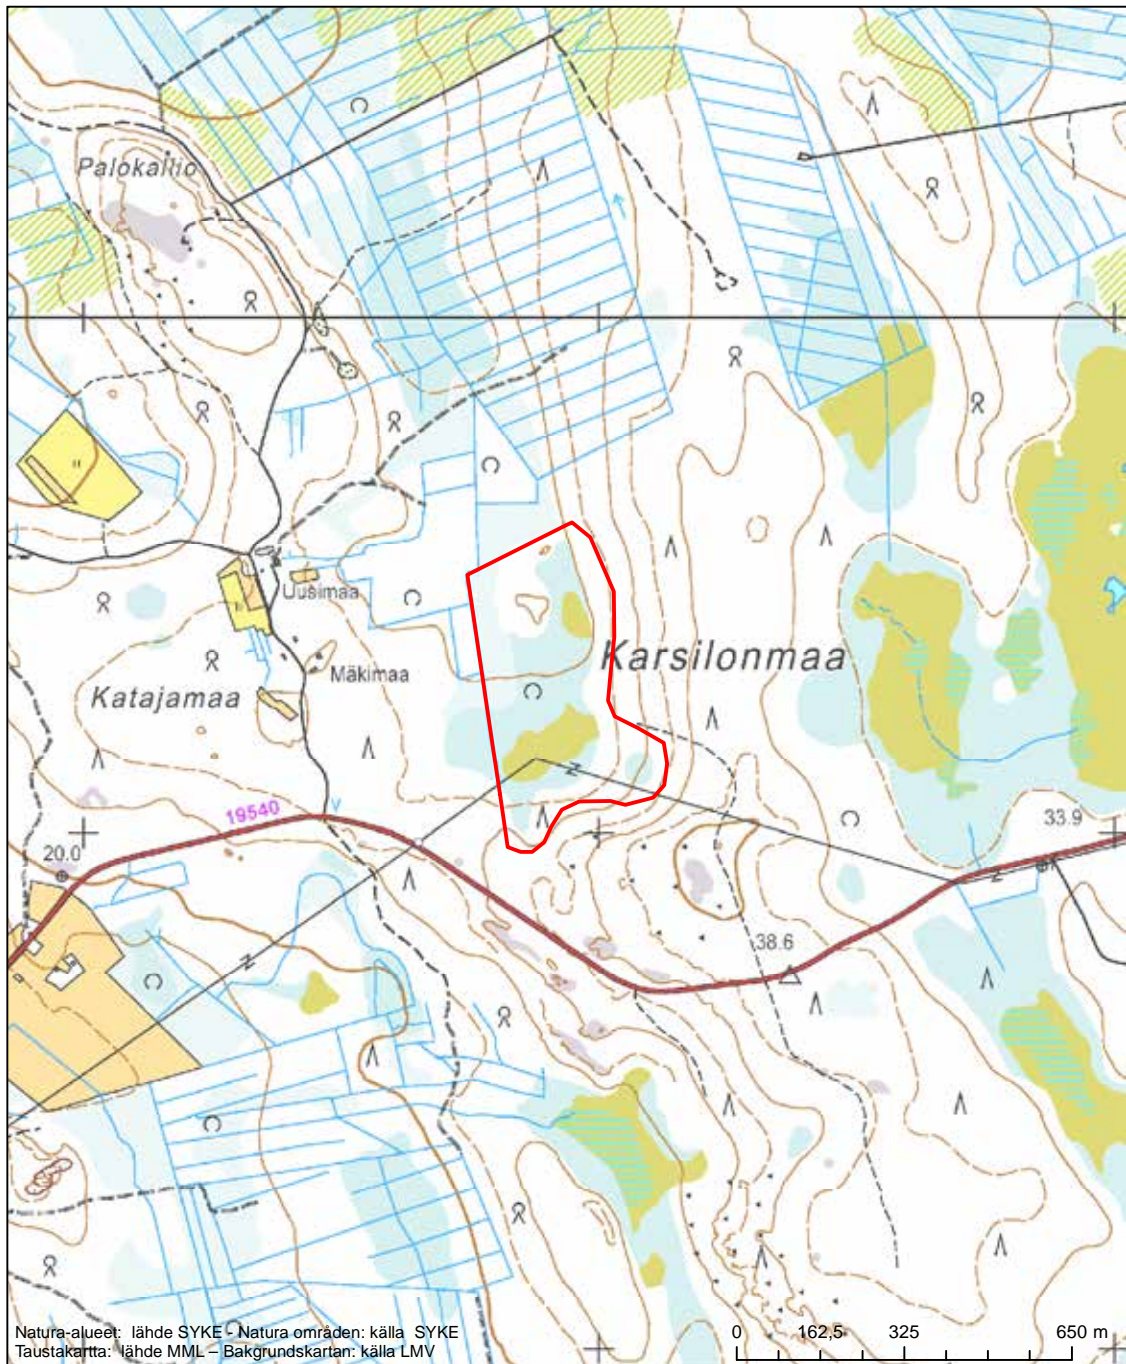 Palokallio
Uusimaa
Karsilonmaa
Mäkimaa
Katajamaa
19540
33.9
20.0
38.6
Natura-alueet: lähde SYKE - Natura områden: källa SYKE
Taustakartta: lähde MML – Bakgrundskartan: källa LMV
0 162,5 325 650 m